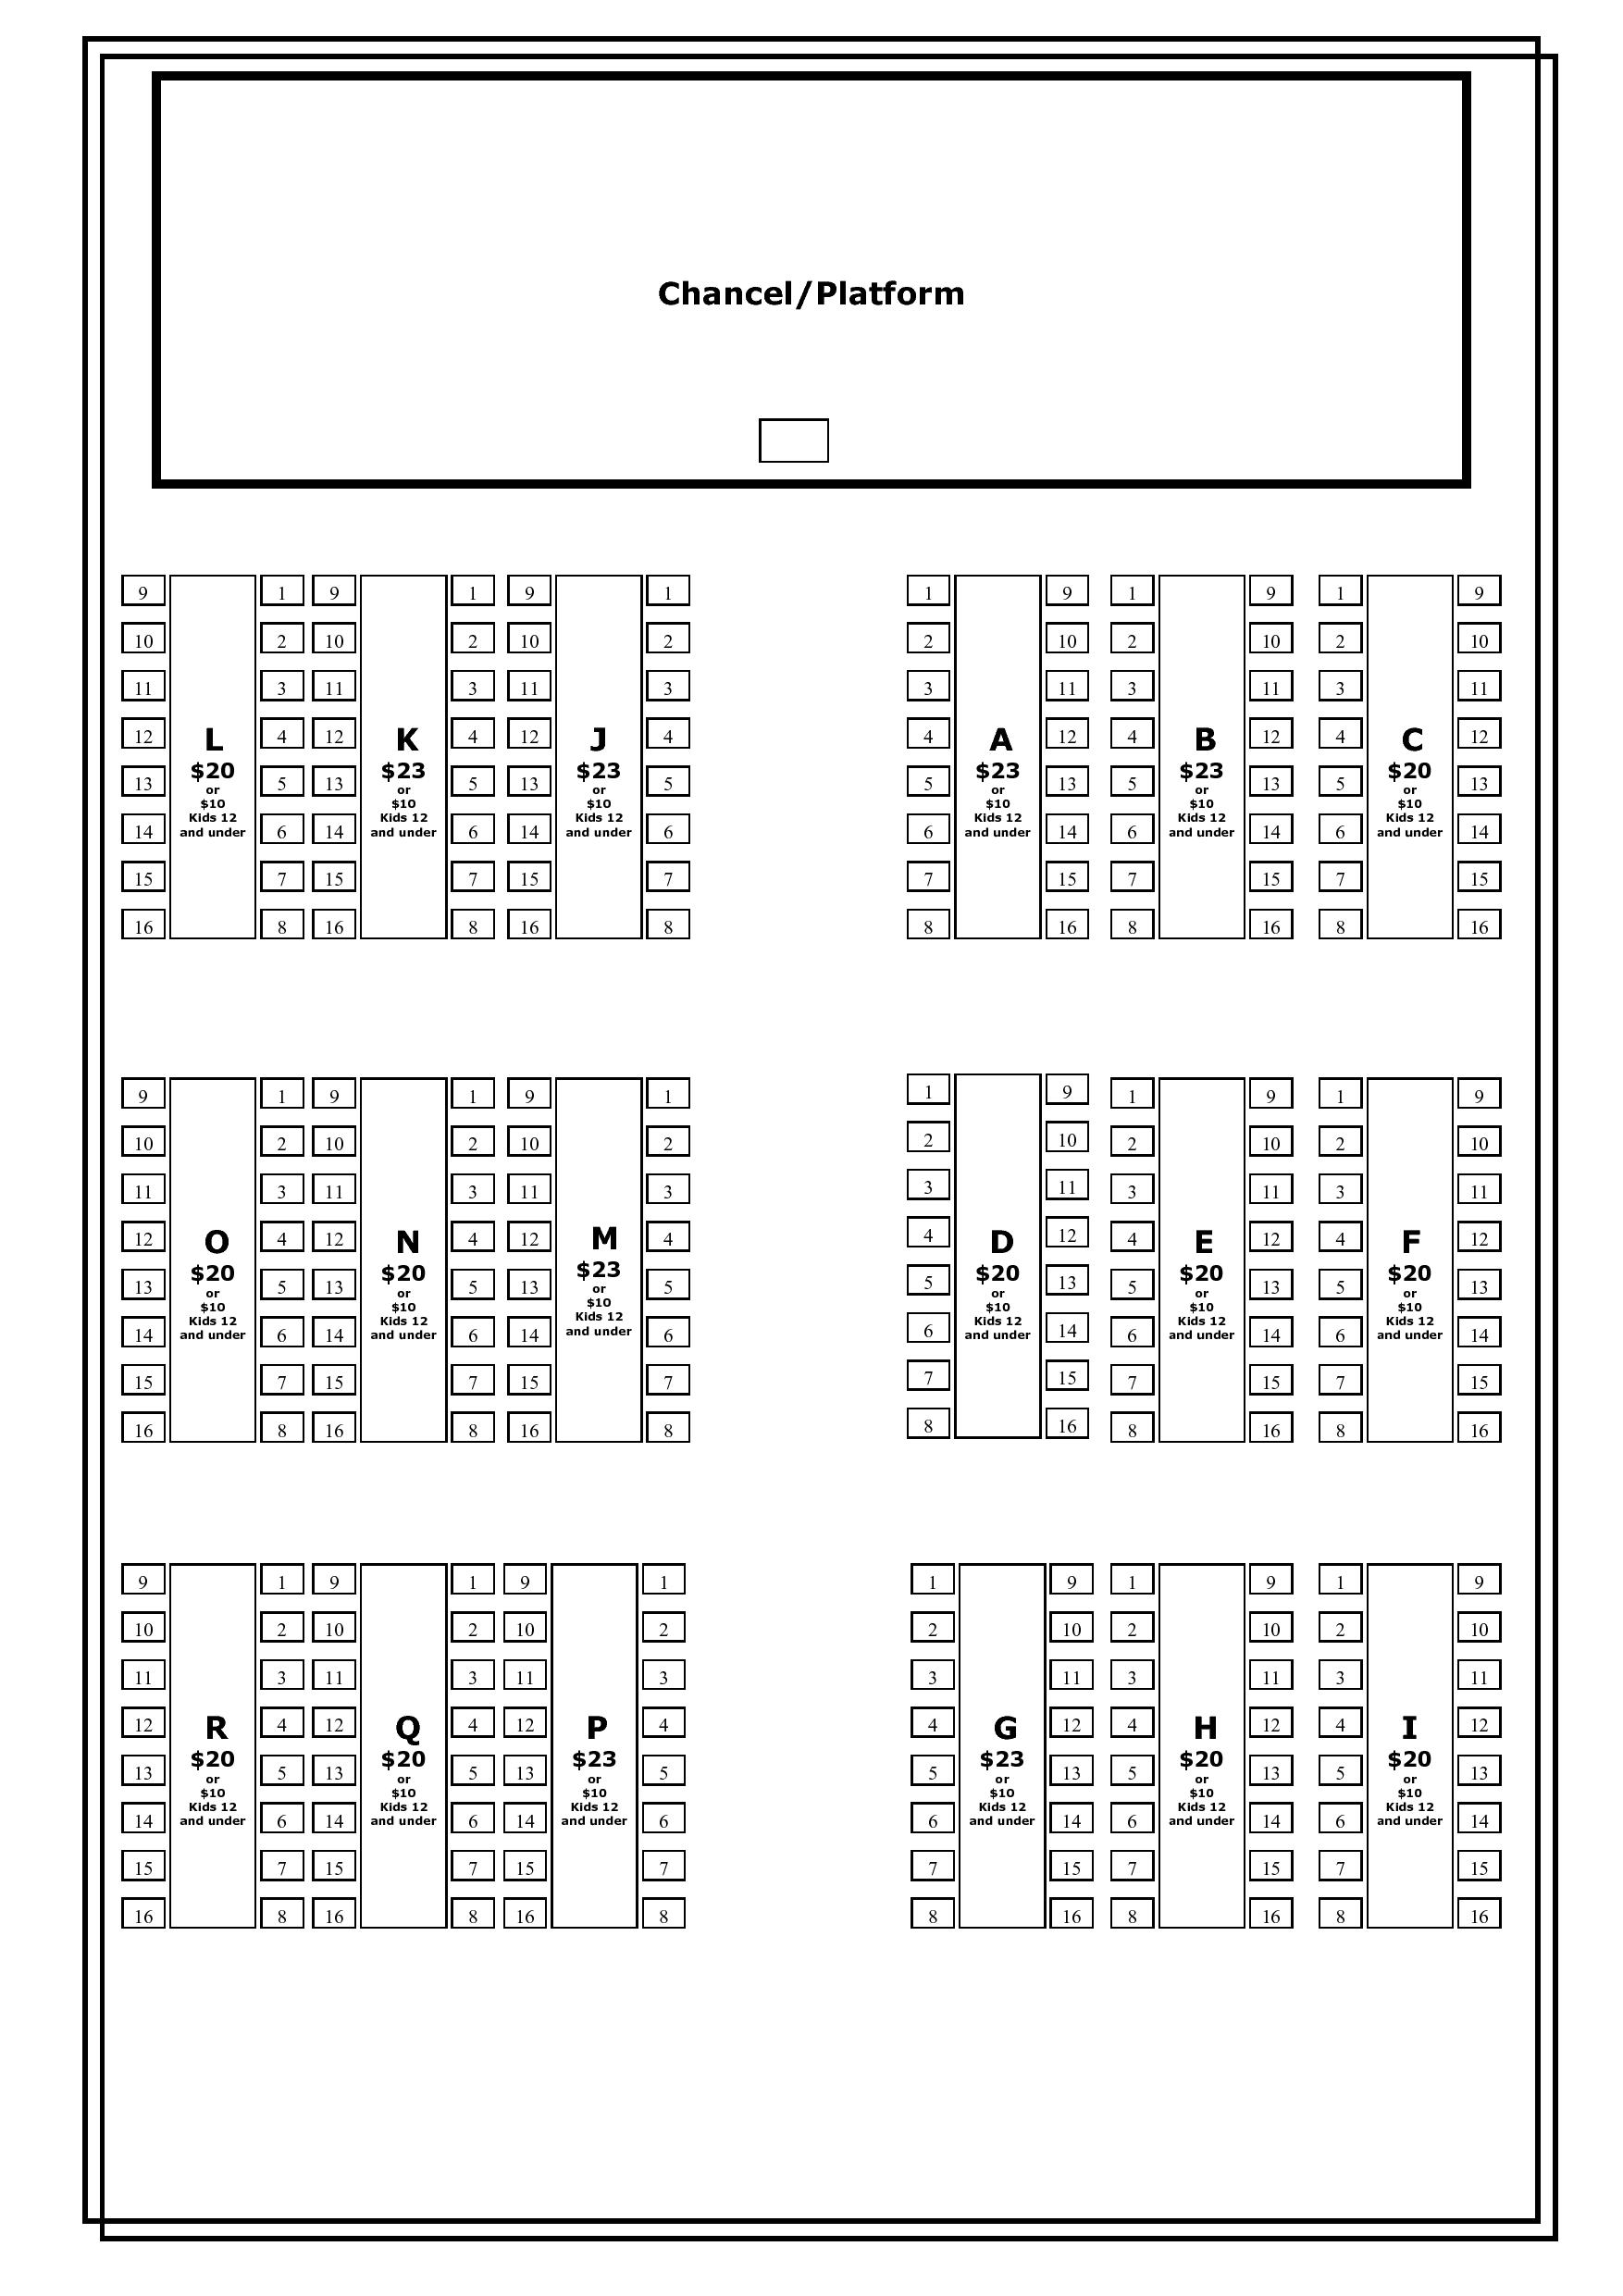 Chancel/Platform
9 1 9 1 9 1 1 9 1 9 1 9
10 2 10 2 10 2 2 10 2 10 2 10
11 3 11 3 11 3 3 11 3 11 3 11
12 L 4 12 K 4 12 J 4 4 A 12 4 B 12 4 C 12
13 $20 5 13 $23 5 13 $23 5 5 $23 13 5 $23 13 5 $20 13
or or or or or or
$10 $10 $10 $10 $10 $10
Kids 12 Kids 12 Kids 12 Kids 12 Kids 12 Kids 12
14 and under 6 14 and under 6 14 and under 6 6 and under 14 6 and under 14 6 and under 14
15 7 15 7 15 7 7 15 7 15 7 15
16 8 16 8 16 8 8 16 8 16 8 16
9 1 9 1 9 1 1 9 1 9 1 9
10 2 10 2 10 2 2 10 2 10 2 10
11 3 11 3 11 3 3 11 3 11 3 11
12 O 4 12 N 4 12 M 4 4 D 12 4 E 12 4 F 12
13 $20 5 13 $20 5 13 $23 5 5 $20 13 5 $20 13 5 $20 13
or or or or or or
$10 $10 $10 $10 $10 $10
Kids 12 Kids 12 Kids 12 Kids 12 Kids 12 Kids 12
14 and under 6 14 and under 6 14 and under 6 6 and under 14 6 and under 14 6 and under 14
15 7 15 7 15 7 7 15 7 15 7 15
16 8 16 8 16 8 8 16 8 16 8 16
9 1 9 1 9 1 1 9 1 9 1 9
10 2 10 2 10 2 2 10 2 10 2 10
11 3 11 3 11 3 3 11 3 11 3 11
12 R 4 12 Q 4 12 P 4 4 G 12 4 H 12 4 I 12
13 $20 5 13 $20 5 13 $23 5 5 $23 13 5 $20 13 5 $20 13
or or or or or or
$10 $10 $10 $10 $10 $10
Kids 12 Kids 12 Kids 12 Kids 12 Kids 12 Kids 12
14 and under 6 14 and under 6 14 and under 6 6 and under 14 6 and under 14 6 and under 14
15 7 15 7 15 7 7 15 7 15 7 15
16 8 16 8 16 8 8 16 8 16 8 16